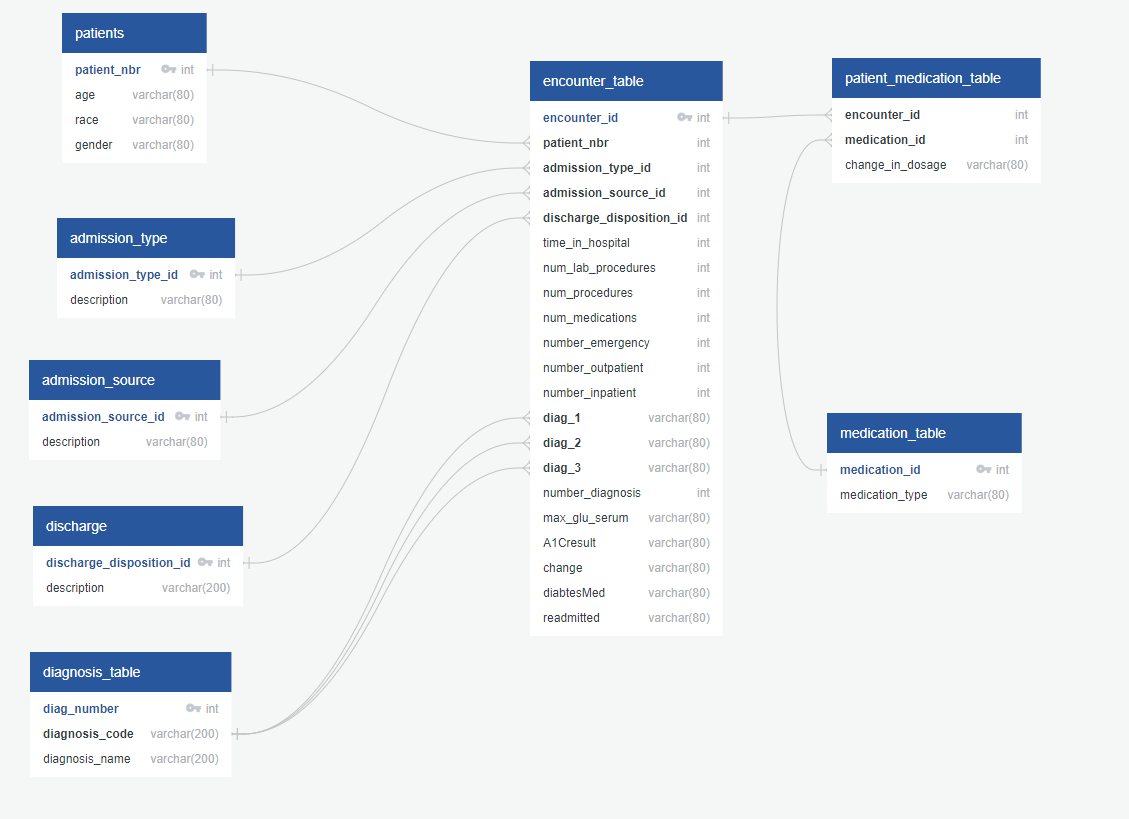 patients
patient_nbr int
age varchar(80)
race varchar(80)
gender varchar(80)
admission_type
admission_type_id int
description varchar(80)
admission_source
admission_source_id int
description varchar(80)
discharge
discharge_disposition_id int
description varchar(200)
diagnosis_table
diag_number int
diagnosis_code varchar(200)
diagnosis_name varchar(200)
encounter_table
encounter_id int
patient_nbr int
admission_type_id int
admission_source_id int
discharge_disposition_id int
time_in_hospital int
num_lab_procedures int
num_procedures int
num_medications int
number_emergency int
number_outpatient int
number_inpatient int
diag_1 varchar(80)
diag_2 varchar(80)
diag_3 varchar(80)
number_diagnosis int
max_glu_serum varchar(80)
A1Cresult varchar(80)
change varchar(80)
diabtesMed varchar(80)
readmitted varchar(80)
patient_medication_table
encounter_id int
medication_id int
change_in_dosage varchar(80)
medication_table
medication_id int
medication_type varchar(80)